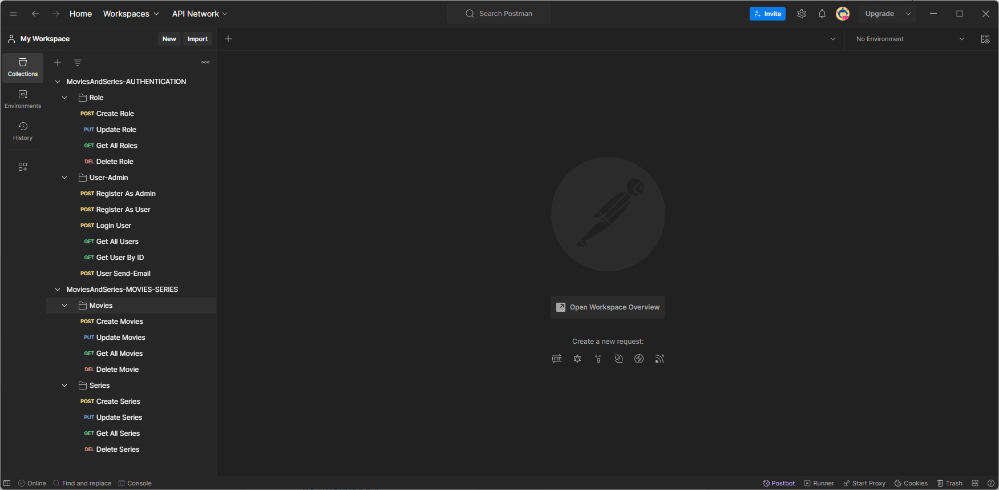 Home Workspaces API Network Search Postman Invite Upgrade
My Workspace New Import No Environment
Collections
Environments
History
MoviesAndSeries-AUTHENTICATION
Role
POST Create Role
PUT Update Role
GET Get All Roles
DEL Delete Role
User-Admin
POST Register As Admin
POST Register As User
POST Login User
GET Get All Users
GET Get User By ID
POST User Send-Email
MoviesAndSeries-MOVIES-SERIES
Movies
POST Create Movies
PUT Update Movies
GET Get All Movies
DEL Delete Movie
Series
POST Create Series
PUT Update Series
GET Get All Series
DEL Delete Series
Open Workspace Overview
Create a new request:
HTTP g
Online Find and replace Console Postbot Runner Start Proxy Cookies Trash